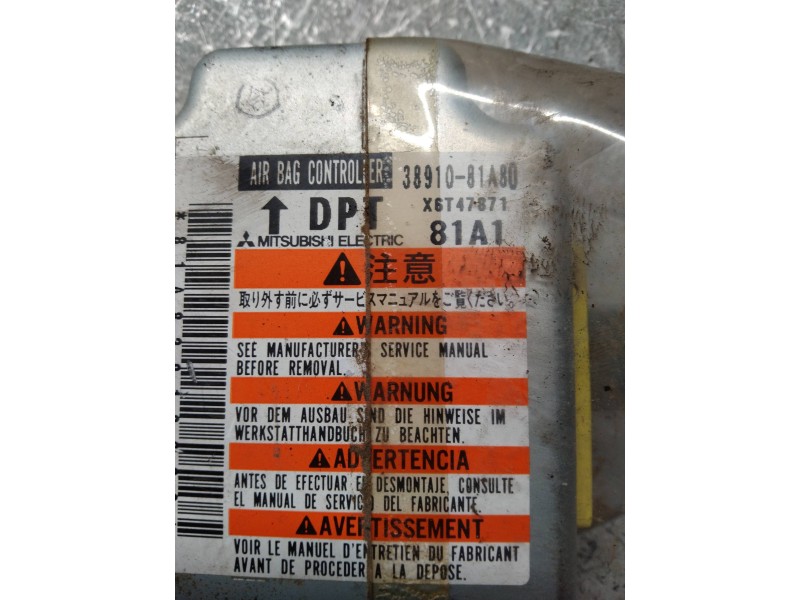 AIR BAG CONTROLLER 38910-81A80
DPT X6T47871
MITSUBISHI ELECTRIC 81A1
注意
取り外す前に必ずサービスマニュアルをご覧ください。
WARNING
SEE MANUFACTURER'S SERVICE MANUAL
BEFORE REMOVAL.
WARNUNG
VOR DEM AUSBAU SIND DIE HINWEISE IM
WERKSTATTHANDBUCH ZU BEACHTEN.
ADVERTENCIA
ANTES DE EFECTUAR EL DESMONTAJE, CONSULTE
EL MANUAL DE SERVICIO DEL FABRICANTE.
AVERTISSEMENT
VOIR LE MANUEL D'ENTRETIEN DU FABRICANT
AVANT DE PROCEDER A LA DEPOSE.